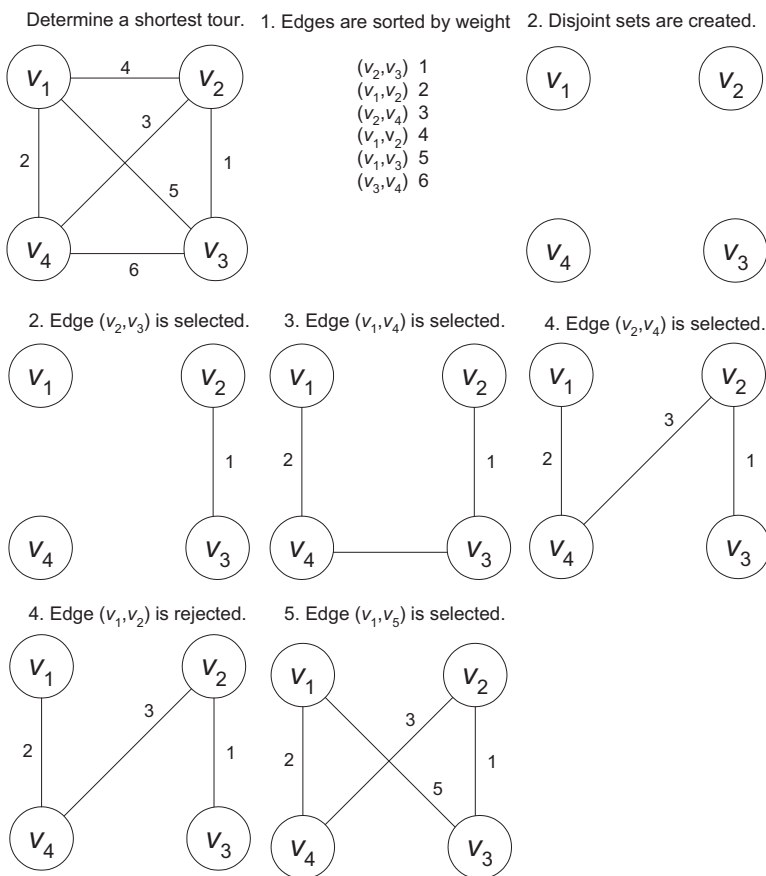 Determine a shortest tour.
1. Edges are sorted by weight
2. Disjoint sets are created.
v1
4
v2
3
2
1
5
v4
6
v3
(v2,v3) 1
(v1,v2) 2
(v2,v4) 3
(v1,v2) 4
(v1,v3) 5
(v3,v4) 6
v1
v2
v4
v3
2. Edge (v2,v3) is selected.
3. Edge (v1,v4) is selected.
4. Edge (v2,v4) is selected.
v1
v2
1
v4
v3
v1
v2
2
1
v4
v3
v1
v2
3
2
1
v4
v3
4. Edge (v1,v2) is rejected.
5. Edge (v1,v5) is selected.
v1
v2
3
2
1
v4
v3
v1
v2
3
2
1
5
v4
v3